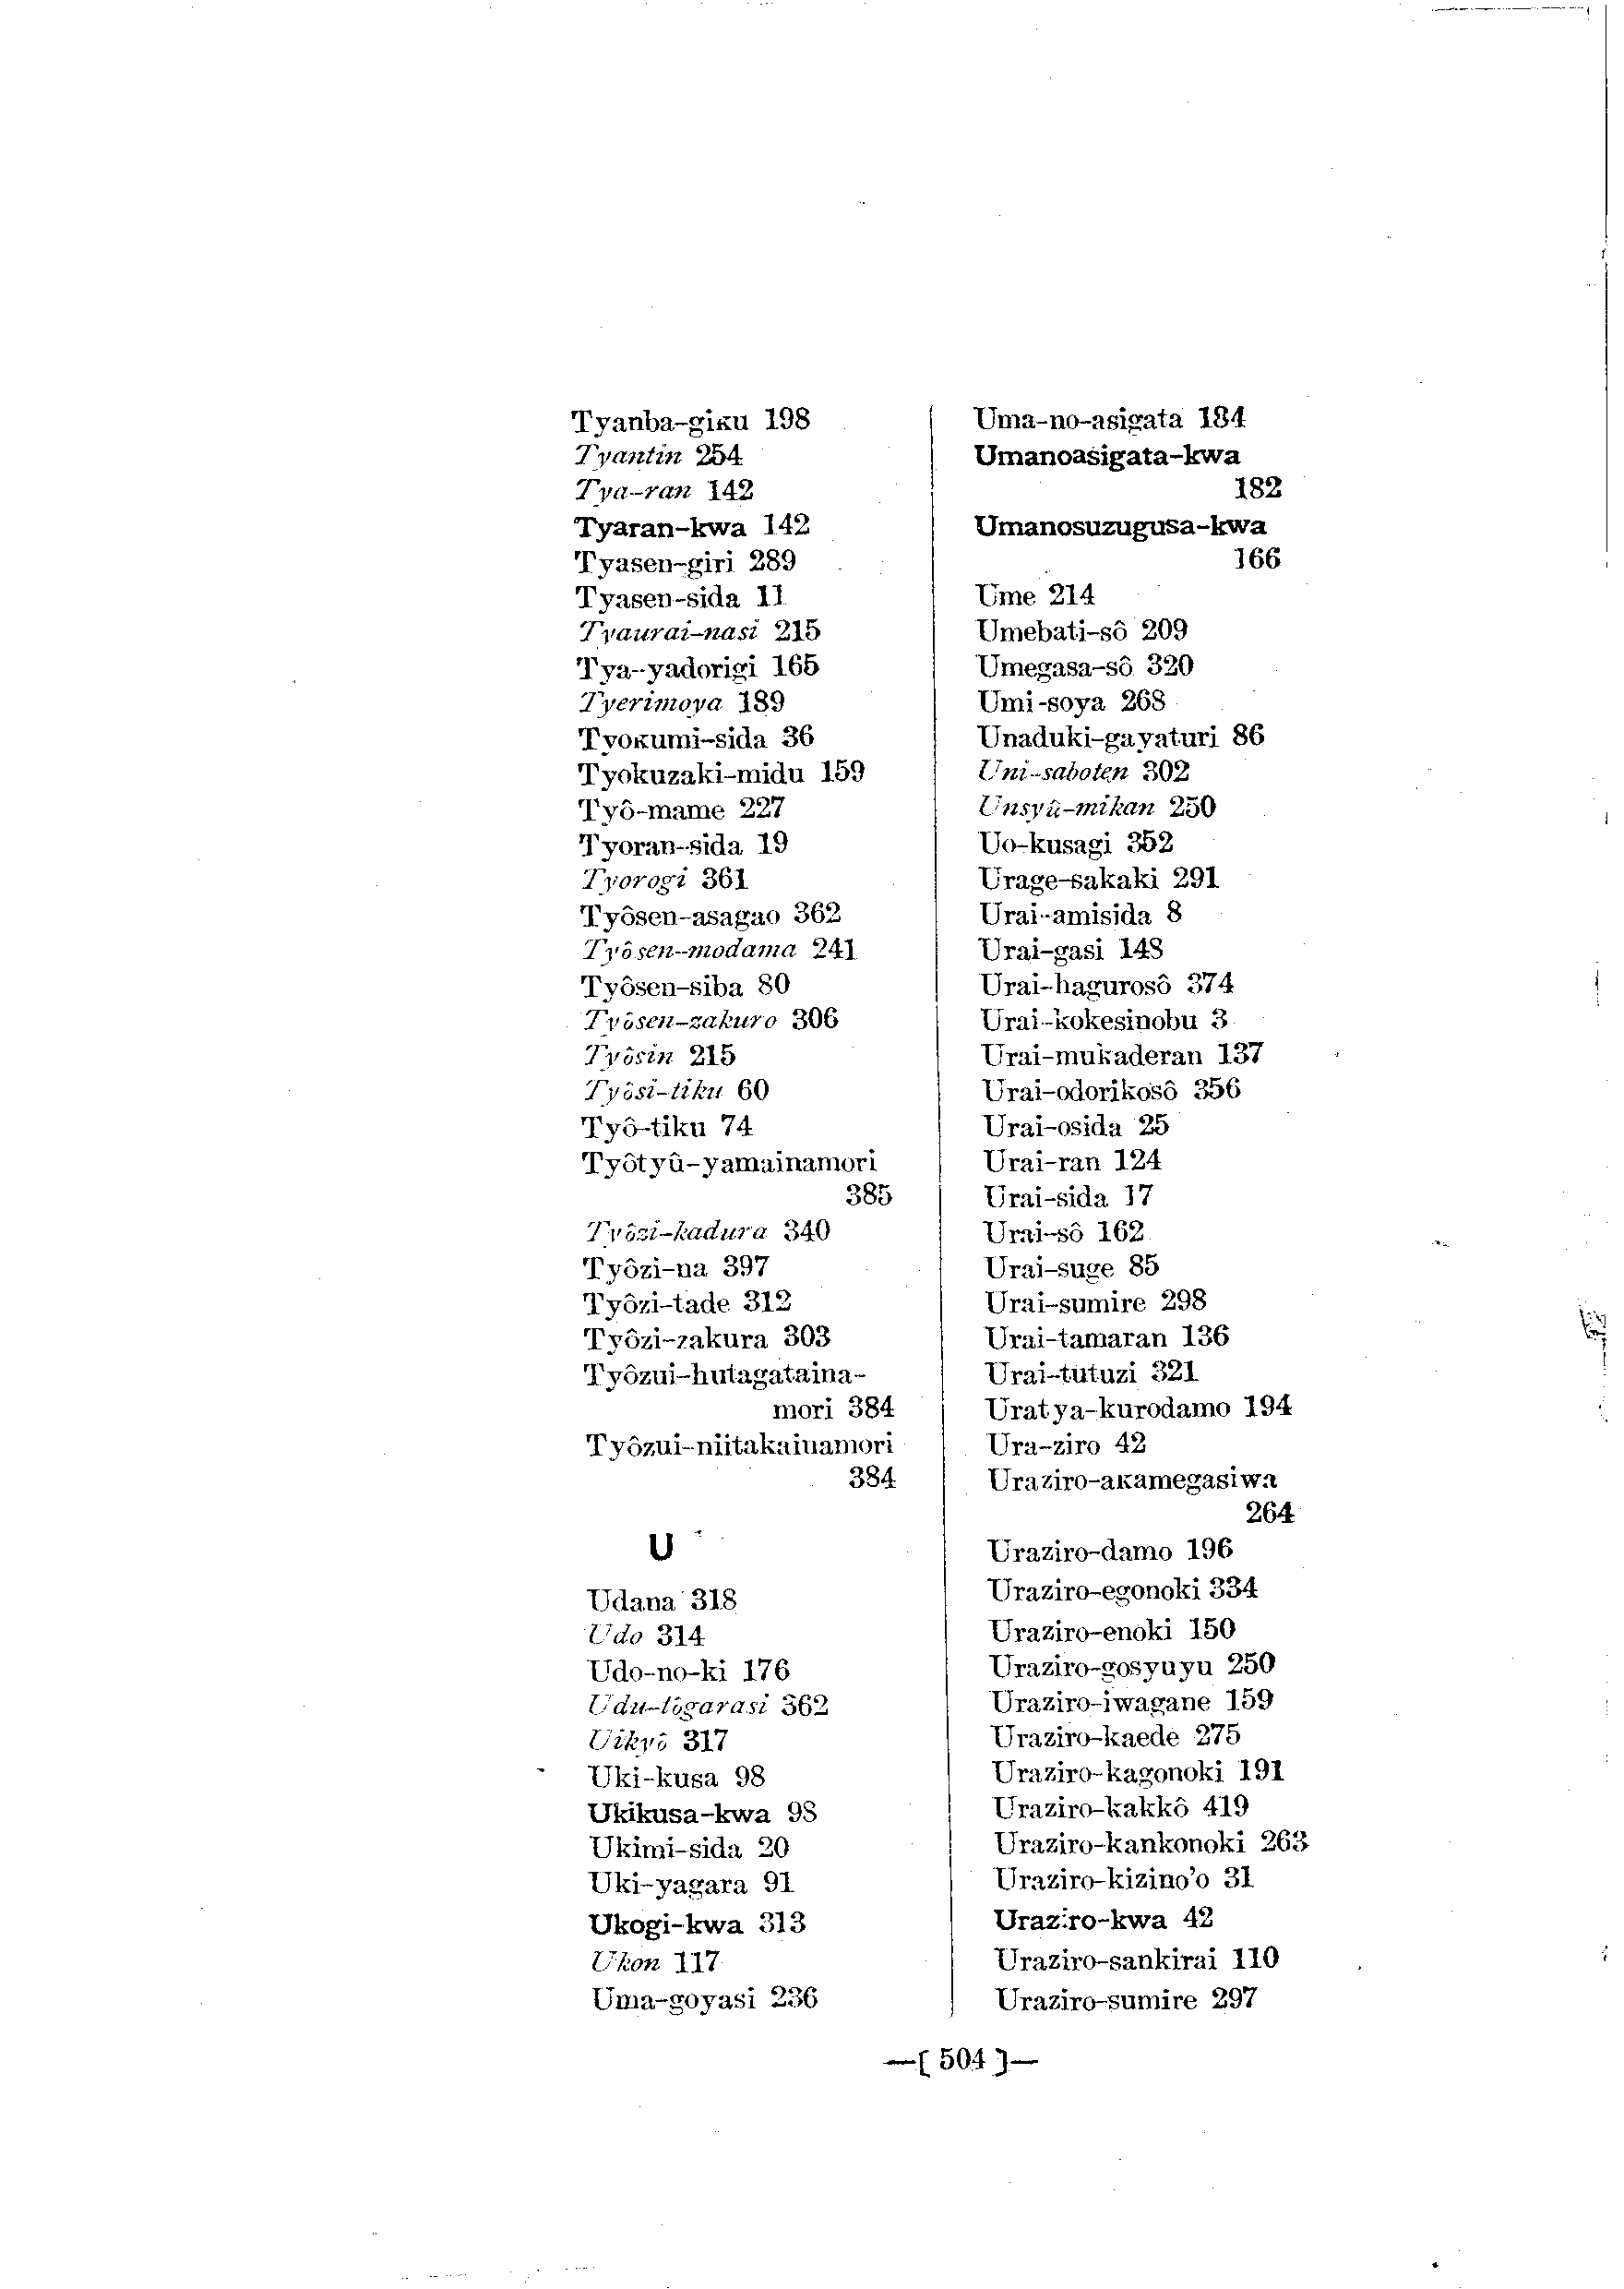 Tyanba-giku 198
Tyantin 254
Tya-ran 142
Tyaran-kwa 142
Tyasen-giri 289
Tyasen-sida 11
Tyaurai-nasi 215
Tya-yadorigi 165
Tyerimoya 189
Tyokumi-sida 36
Tyokuzaki-midu 159
Tyô-mame 227
Tyoran-sida 19
Tyorogi 361
Tyôsen-asagao 362
Tyôsen-modama 241
Tyôsen-siba 80
Tyôsen-zakuro 306
Tyôsin 215
Tyôsi-tiku 60
Tyô-tiku 74
Tyôtyû-yamainamori
385
Tyôzi-kadura 340
Tyôzi-na 397
Tyôzi-tade 312
Tyôzi-zakura 303
Tyôzui-hutagataina-
mori 384
Tyôzui-niitakainamori
384
U
Udana 318
Udo 314
Udo-no-ki 176
Udu-tôgarasi 362
Uikyô 317
Uki-kusa 98
Ukikusa-kwa 98
Ukimi-sida 20
Uki-yagara 91
Ukogi-kwa 313
Ukon 117
Uma-goyasi 236
Uma-no-asigata 184
Umanoasigata-kwa
182
Umanosuzugusa-kwa
166
Ume 214
Umebati-sô 209
Umegasa-sô 320
Umi-soya 268
Unaduki-gayaturi 86
Uni-saboten 302
Unsyû-mikan 250
Uo-kusagi 352
Urage-sakaki 291
Urai-amisida 8
Urai-gasi 148
Urai-hagurosô 374
Urai-kokesinobu 3
Urai-mukaderan 137
Urai-odorikosô 356
Urai-osida 25
Urai-ran 124
Urai-sida 17
Urai-sô 162
Urai-suge 85
Urai-sumire 298
Urai-tamaran 136
Urai-tutuzi 321
Uratya-kurodamo 194
Ura-ziro 42
Uraziro-akamegasiwa
264
Uraziro-damo 196
Uraziro-egonoki 334
Uraziro-enoki 150
Uraziro-gosyuyu 250
Uraziro-iwagane 159
Uraziro-kaede 275
Uraziro-kagonoki 191
Uraziro-kakkô 419
Uraziro-kankonoki 263
Uraziro-kizino'o 31
Uraziro-kwa 42
Uraziro-sankirai 110
Uraziro-sumire 297
—[ 504 ]—